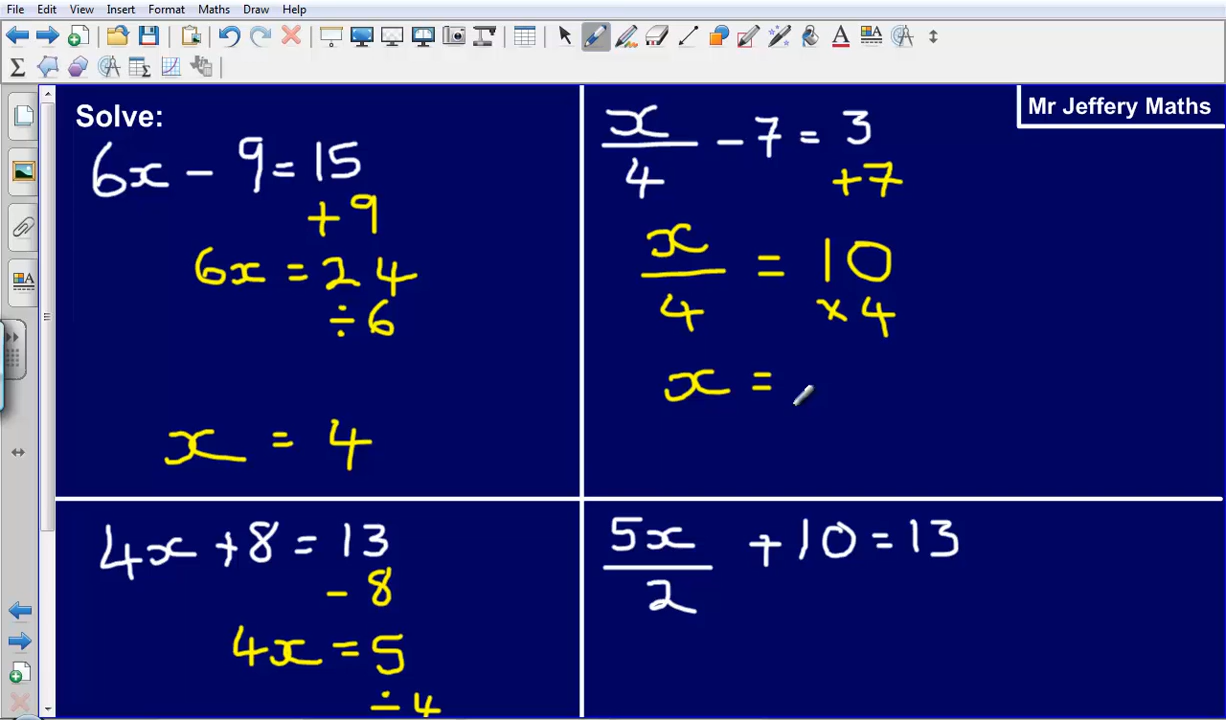 File Edit View Insert Format Maths Draw Help
Solve:
6x - 9 = 15
+ 9
6x = 24
÷ 6
x = 4
Mr Jeffery Maths
x/4 - 7 = 3
+7
x/4 = 10
× 4
x =
4x + 8 = 13
- 8
4x = 5
÷ 4
5x/2 + 10 = 13